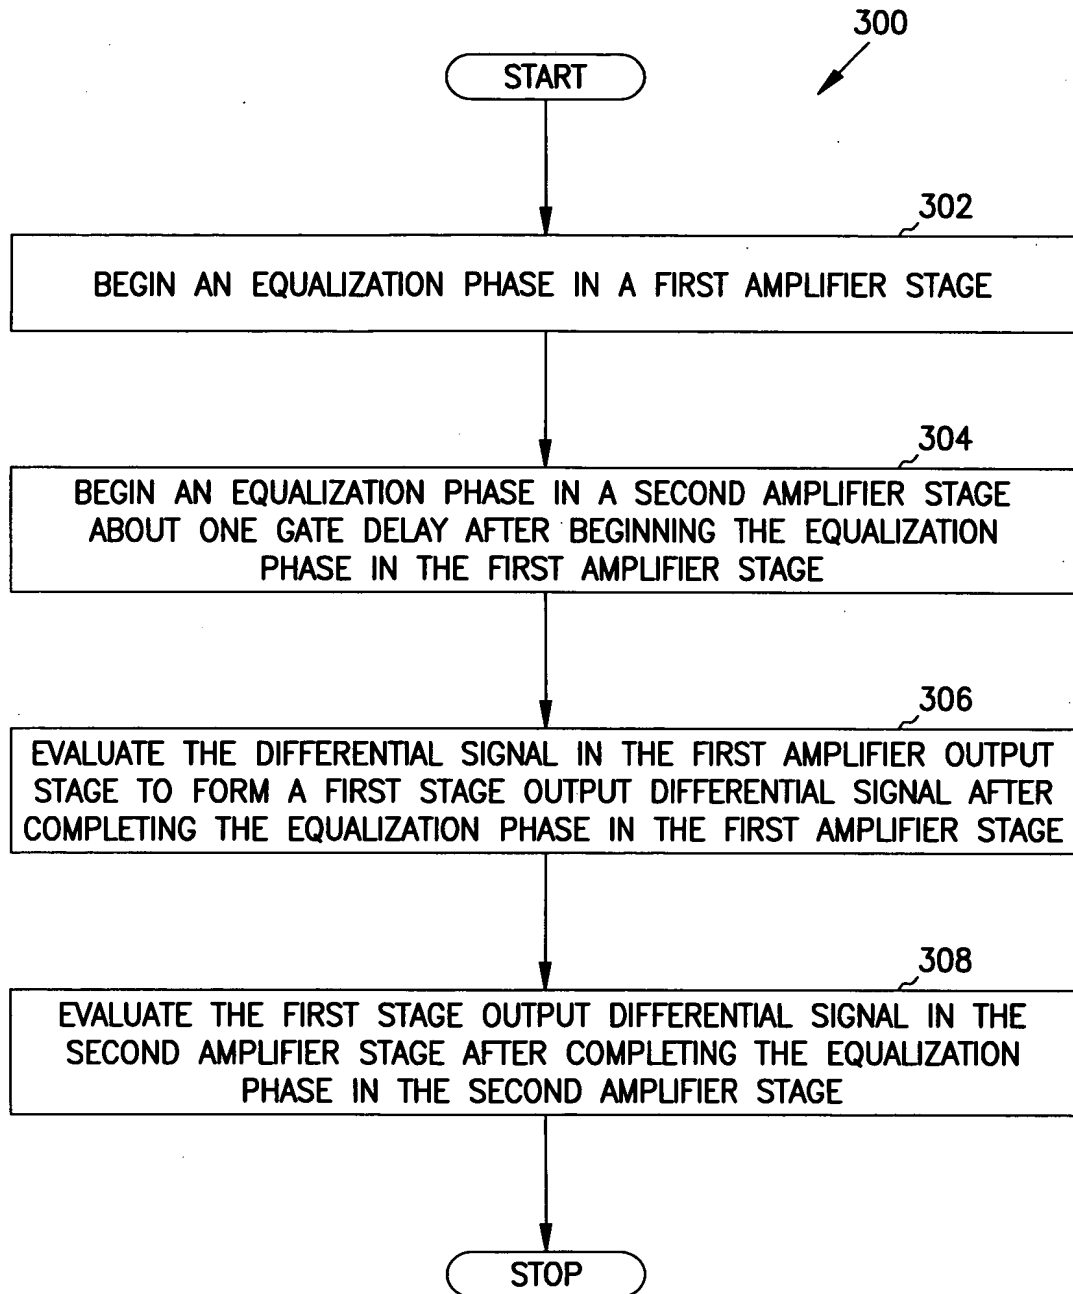 300
START
302
BEGIN AN EQUALIZATION PHASE IN A FIRST AMPLIFIER STAGE
304
BEGIN AN EQUALIZATION PHASE IN A SECOND AMPLIFIER STAGE
ABOUT ONE GATE DELAY AFTER BEGINNING THE EQUALIZATION
PHASE IN THE FIRST AMPLIFIER STAGE
306
EVALUATE THE DIFFERENTIAL SIGNAL IN THE FIRST AMPLIFIER OUTPUT
STAGE TO FORM A FIRST STAGE OUTPUT DIFFERENTIAL SIGNAL AFTER
COMPLETING THE EQUALIZATION PHASE IN THE FIRST AMPLIFIER STAGE
308
EVALUATE THE FIRST STAGE OUTPUT DIFFERENTIAL SIGNAL IN THE
SECOND AMPLIFIER STAGE AFTER COMPLETING THE EQUALIZATION
PHASE IN THE SECOND AMPLIFIER STAGE
STOP